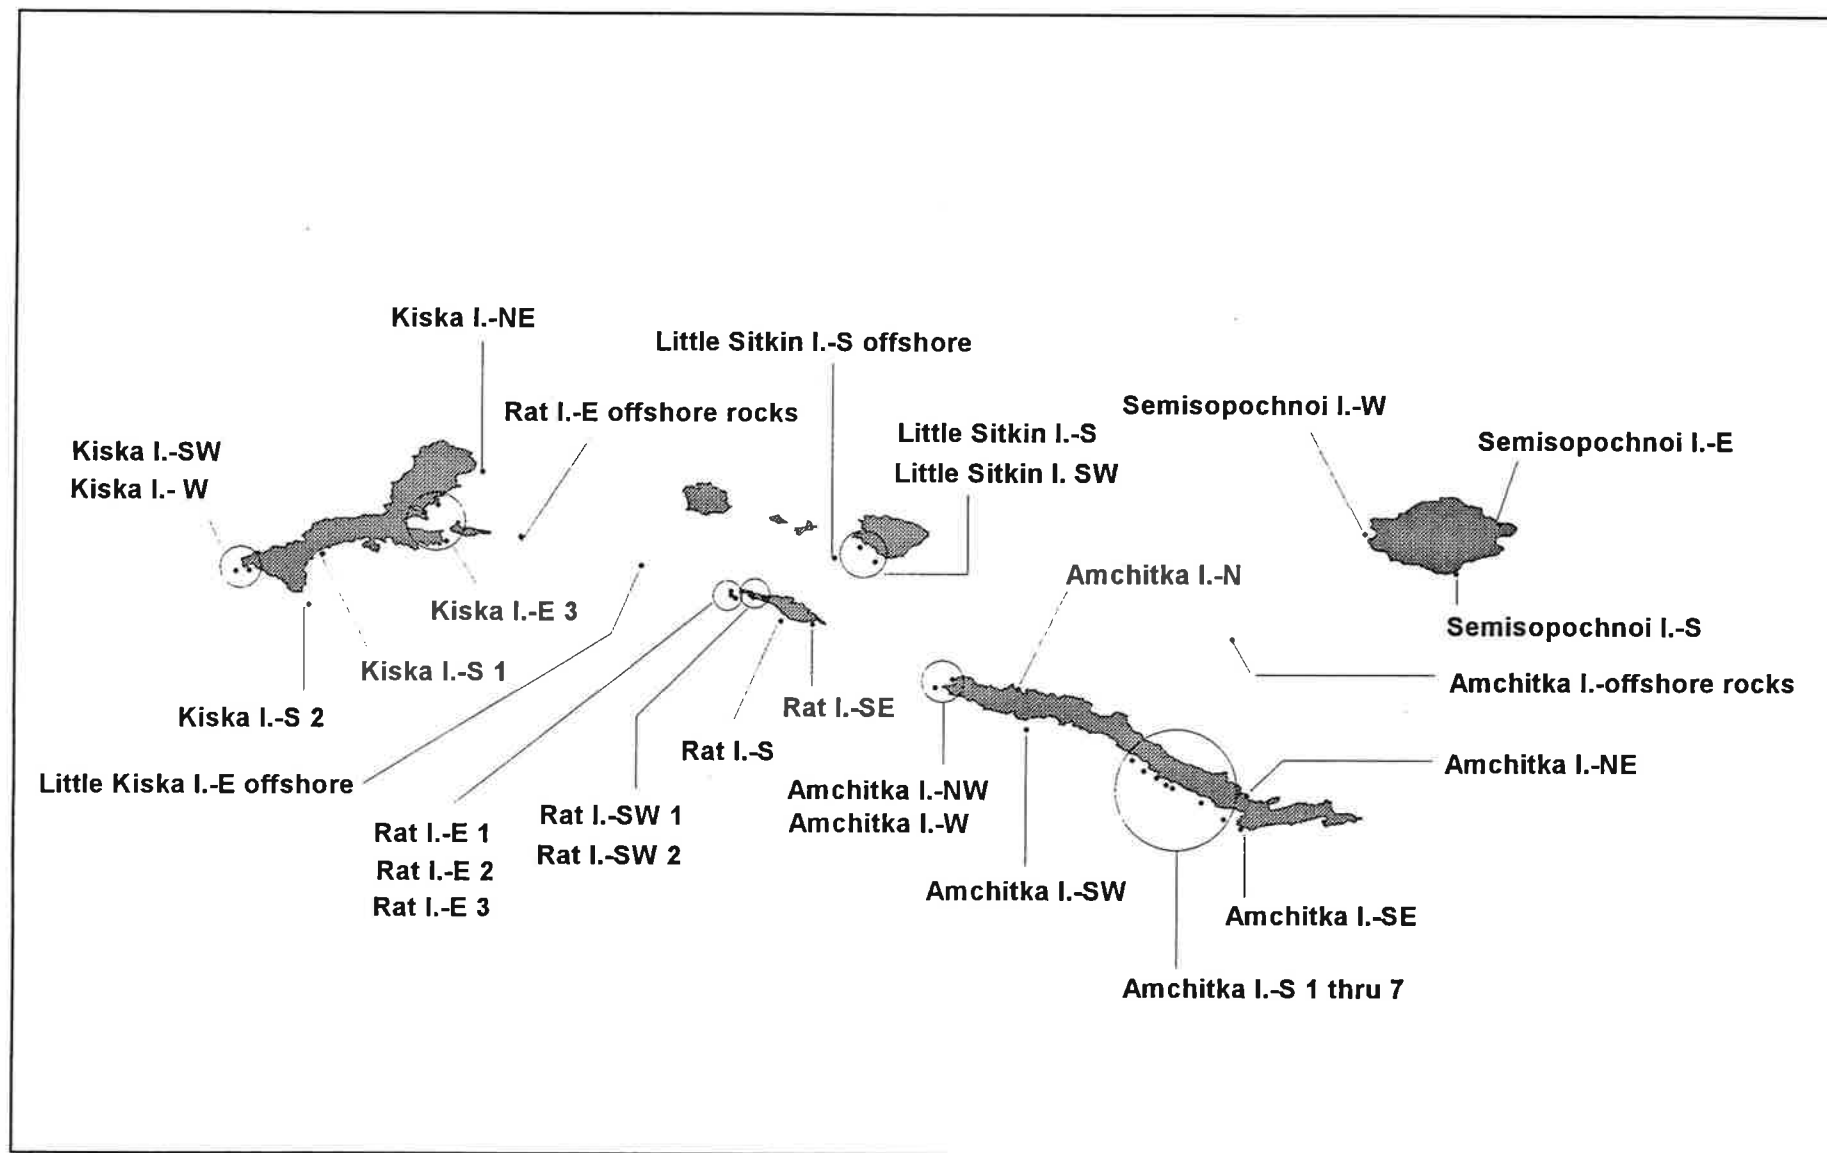 Kiska I.-NE
Little Sitkin I.-S offshore
Rat I.-E offshore rocks
Semisopochnoi I.-W
Little Sitkin I.-S
Little Sitkin I. SW
Semisopochnoi I.-E
Kiska I.-SW
Kiska I.- W
Amchitka I.-N
Kiska I.-E 3
Semisopochnoi I.-S
Kiska I.-S 1
Amchitka I.-offshore rocks
Rat I.-SE
Kiska I.-S 2
Rat I.-S
Amchitka I.-NE
Little Kiska I.-E offshore
Amchitka I.-NW
Amchitka I.-W
Rat I.-SW 1
Rat I.-SW 2
Rat I.-E 1
Rat I.-E 2
Rat I.-E 3
Amchitka I.-SW
Amchitka I.-SE
Amchitka I.-S 1 thru 7